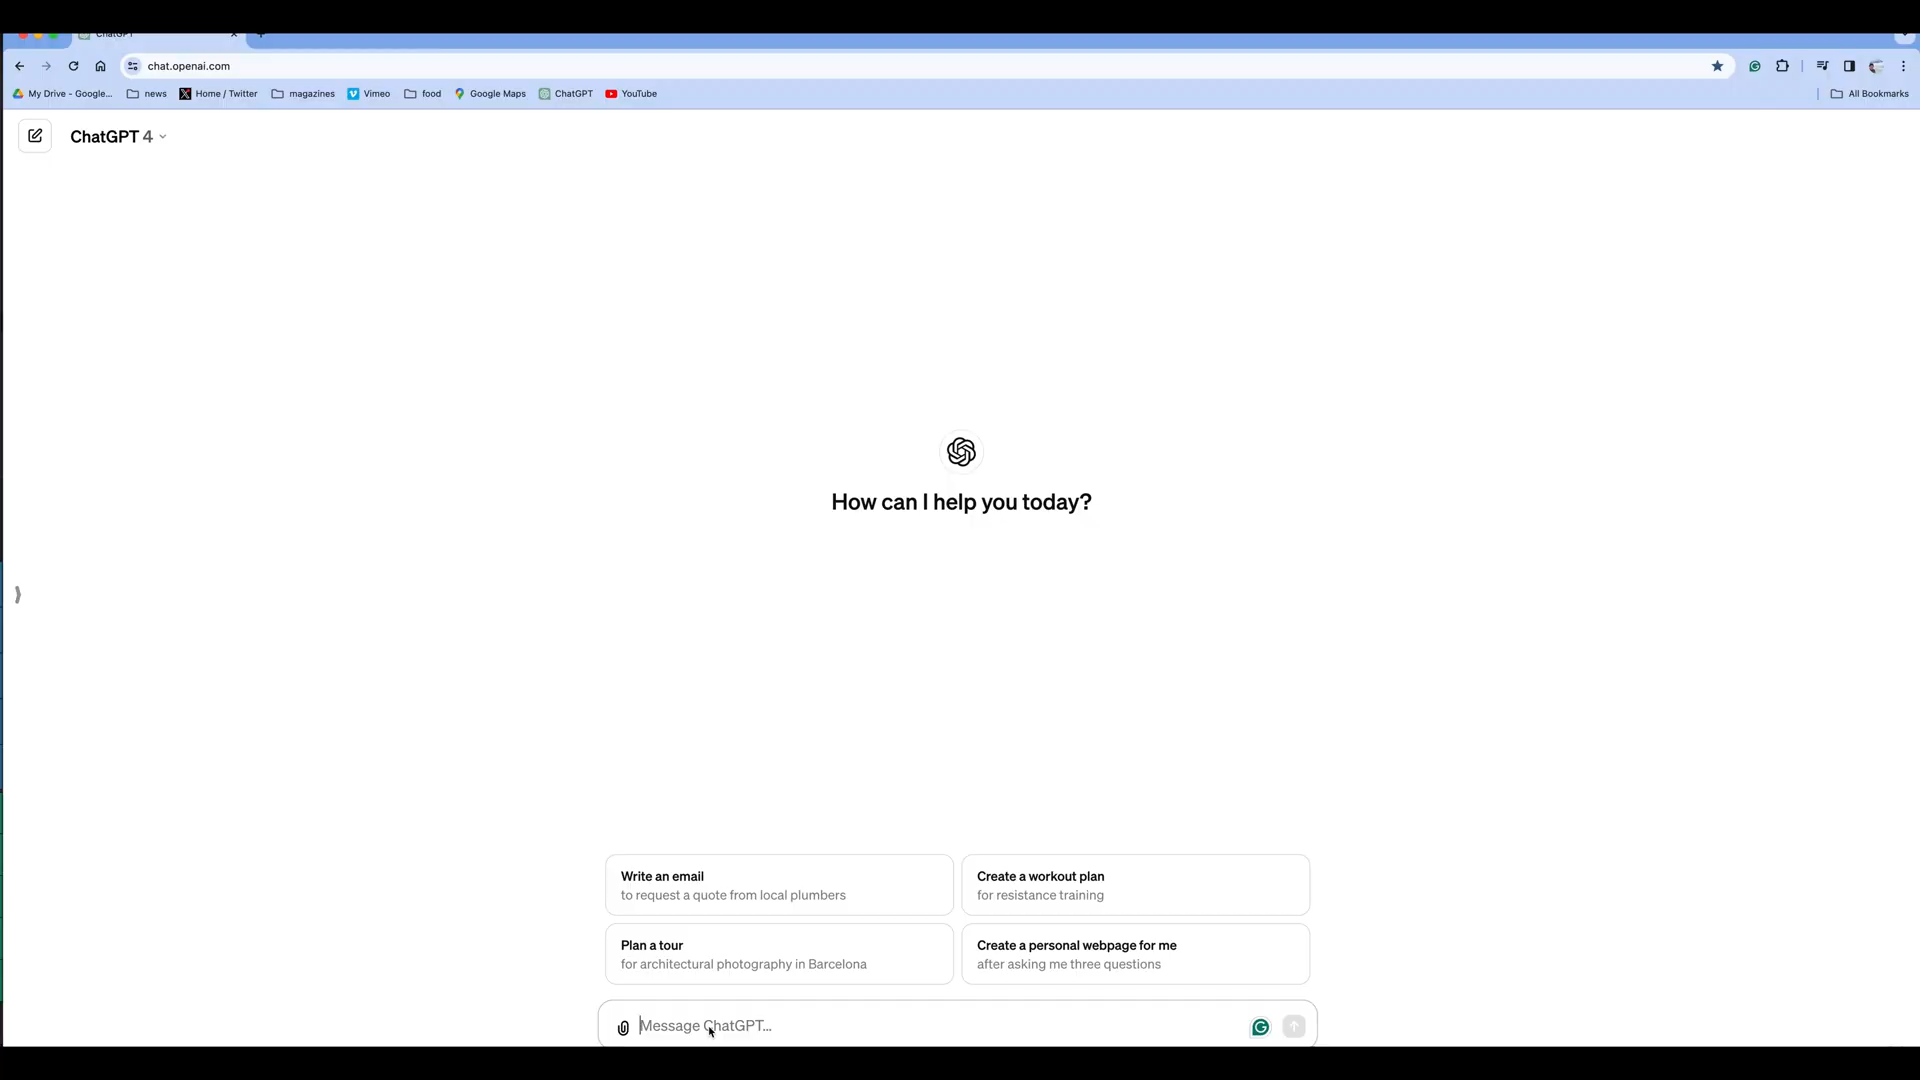 ChatGPT
chat.openai.com
My Drive - Google... news Home / Twitter magazines Vimeo food Google Maps ChatGPT YouTube All Bookmarks
ChatGPT 4
How can I help you today?
Write an email
to request a quote from local plumbers
Create a workout plan
for resistance training
Plan a tour
for architectural photography in Barcelona
Create a personal webpage for me
after asking me three questions
Message ChatGPT...